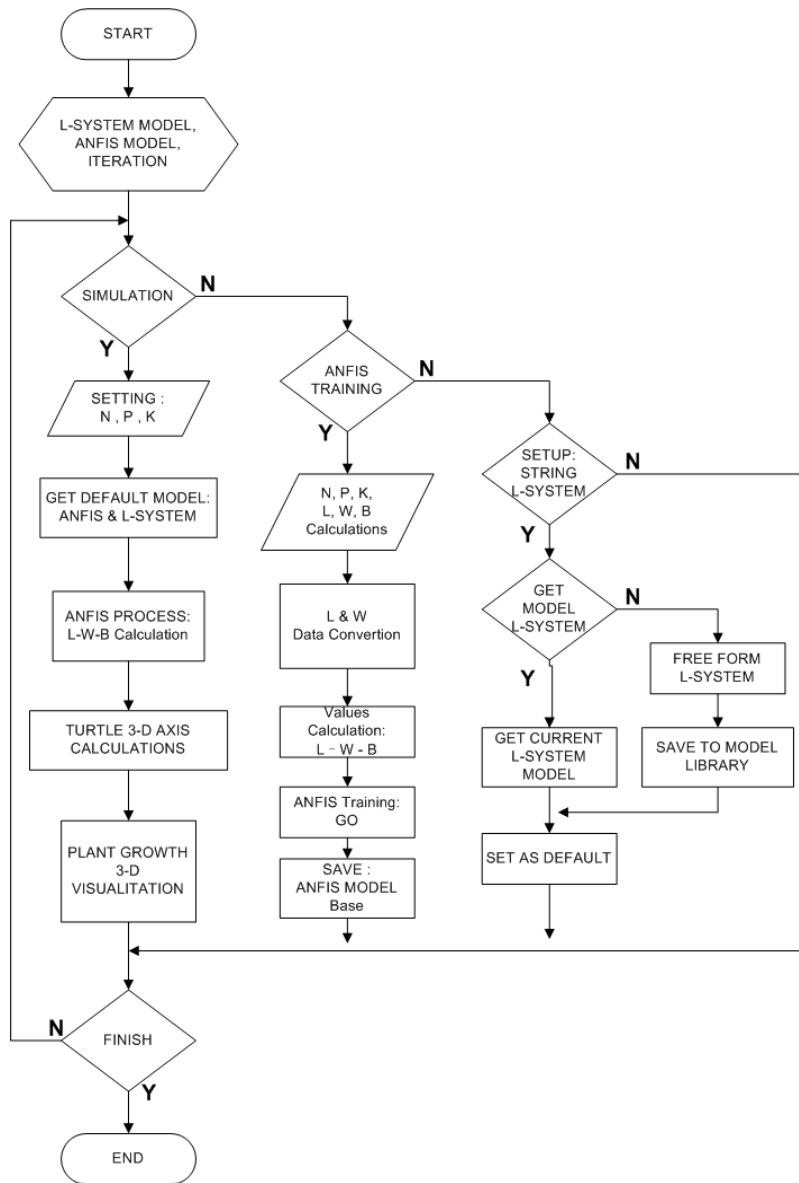 START
L-SYSTEM MODEL,
ANFIS MODEL,
ITERATION
SIMULATION
N
Y
SETTING :
N , P , K
GET DEFAULT MODEL:
ANFIS & L-SYSTEM
ANFIS PROCESS:
L-W-B Calculation
TURTLE 3-D AXIS
CALCULATIONS
PLANT GROWTH
3-D
VISUALITATION
ANFIS
TRAINING
N
Y
N, P, K,
L, W, B
Calculations
L & W
Data Convertion
Values
Calculation:
L - W - B
ANFIS Training:
GO
SAVE :
ANFIS MODEL
Base
SETUP:
STRING
L-SYSTEM
N
Y
GET
MODEL
L-SYSTEM
N
Y
FREE FORM
L-SYSTEM
SAVE TO MODEL
LIBRARY
GET CURRENT
L-SYSTEM
MODEL
SET AS DEFAULT
FINISH
N
Y
END